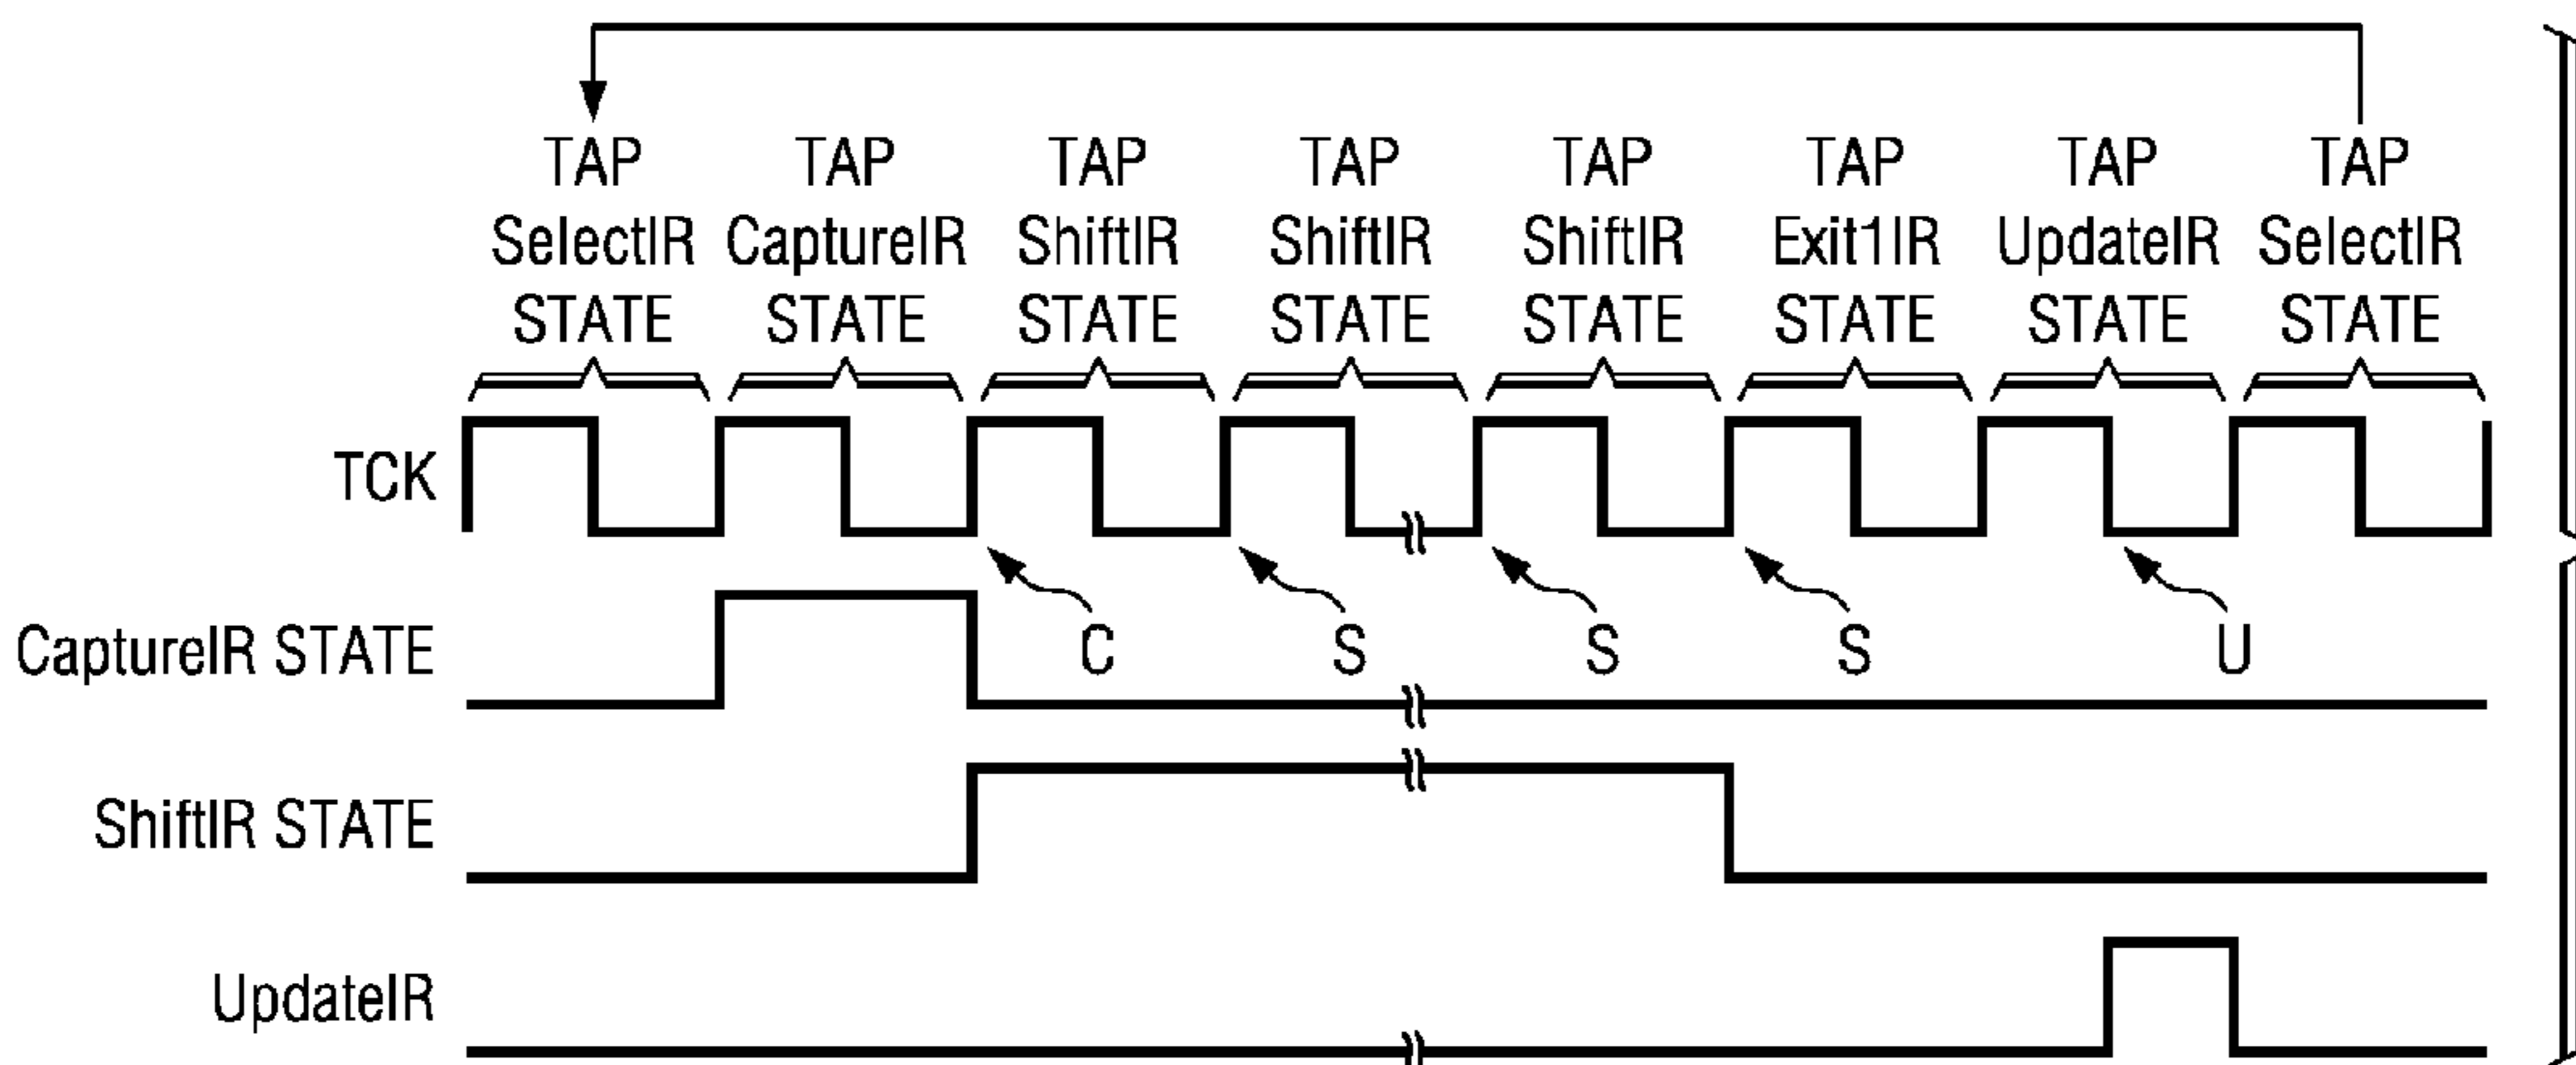 TAP TAP TAP TAP TAP TAP TAP TAP
SelectIR CaptureIR ShiftIR ShiftIR ShiftIR Exit1IR UpdateIR SelectIR
STATE STATE STATE STATE STATE STATE STATE STATE
TCK
CaptureIR STATE C S S S U
ShiftIR STATE
UpdateIR